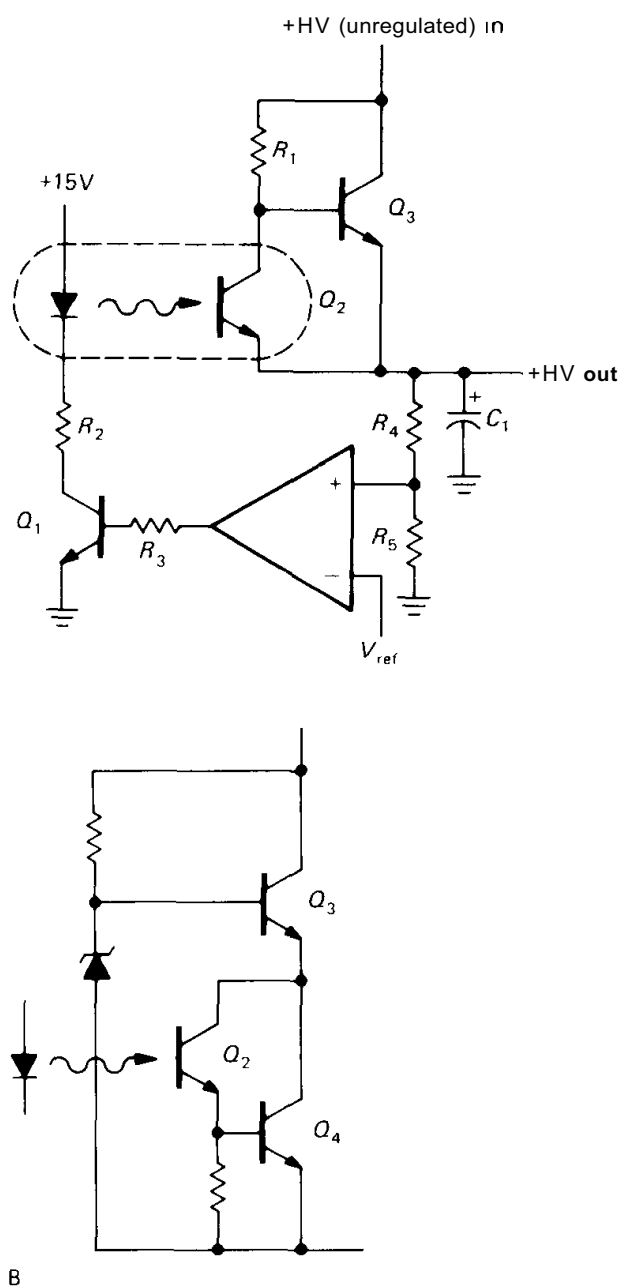 +HV (unregulated) in
R1
+15V
Q3
Q2
+HV out
R2
R4
+
C1
Q1
+
R3
R5
−
Vref
Q3
Q2
Q4
B